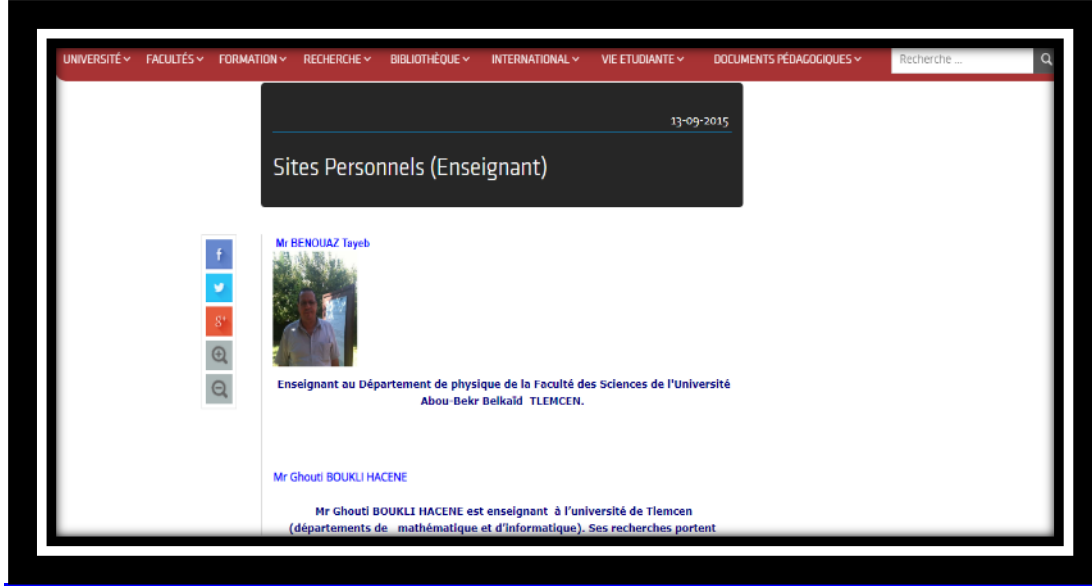 UNIVERSITÉ FACULTÉS FORMATION RECHERCHE BIBLIOTHÈQUE INTERNATIONAL VIE ETUDIANTE DOCUMENTS PÉDAGOGIQUES Recherche ...
13-09-2015
Sites Personnels (Enseignant)
Mr BENOUAZ Tayeb
Enseignant au Département de physique de la Faculté des Sciences de l'Université
Abou-Bekr Belkaïd TLEMCEN.
Mr Ghouti BOUKLI HACENE
Mr Ghouti BOUKLI HACENE est enseignant à l'université de Tlemcen
(départements de mathématique et d'informatique). Ses recherches portent